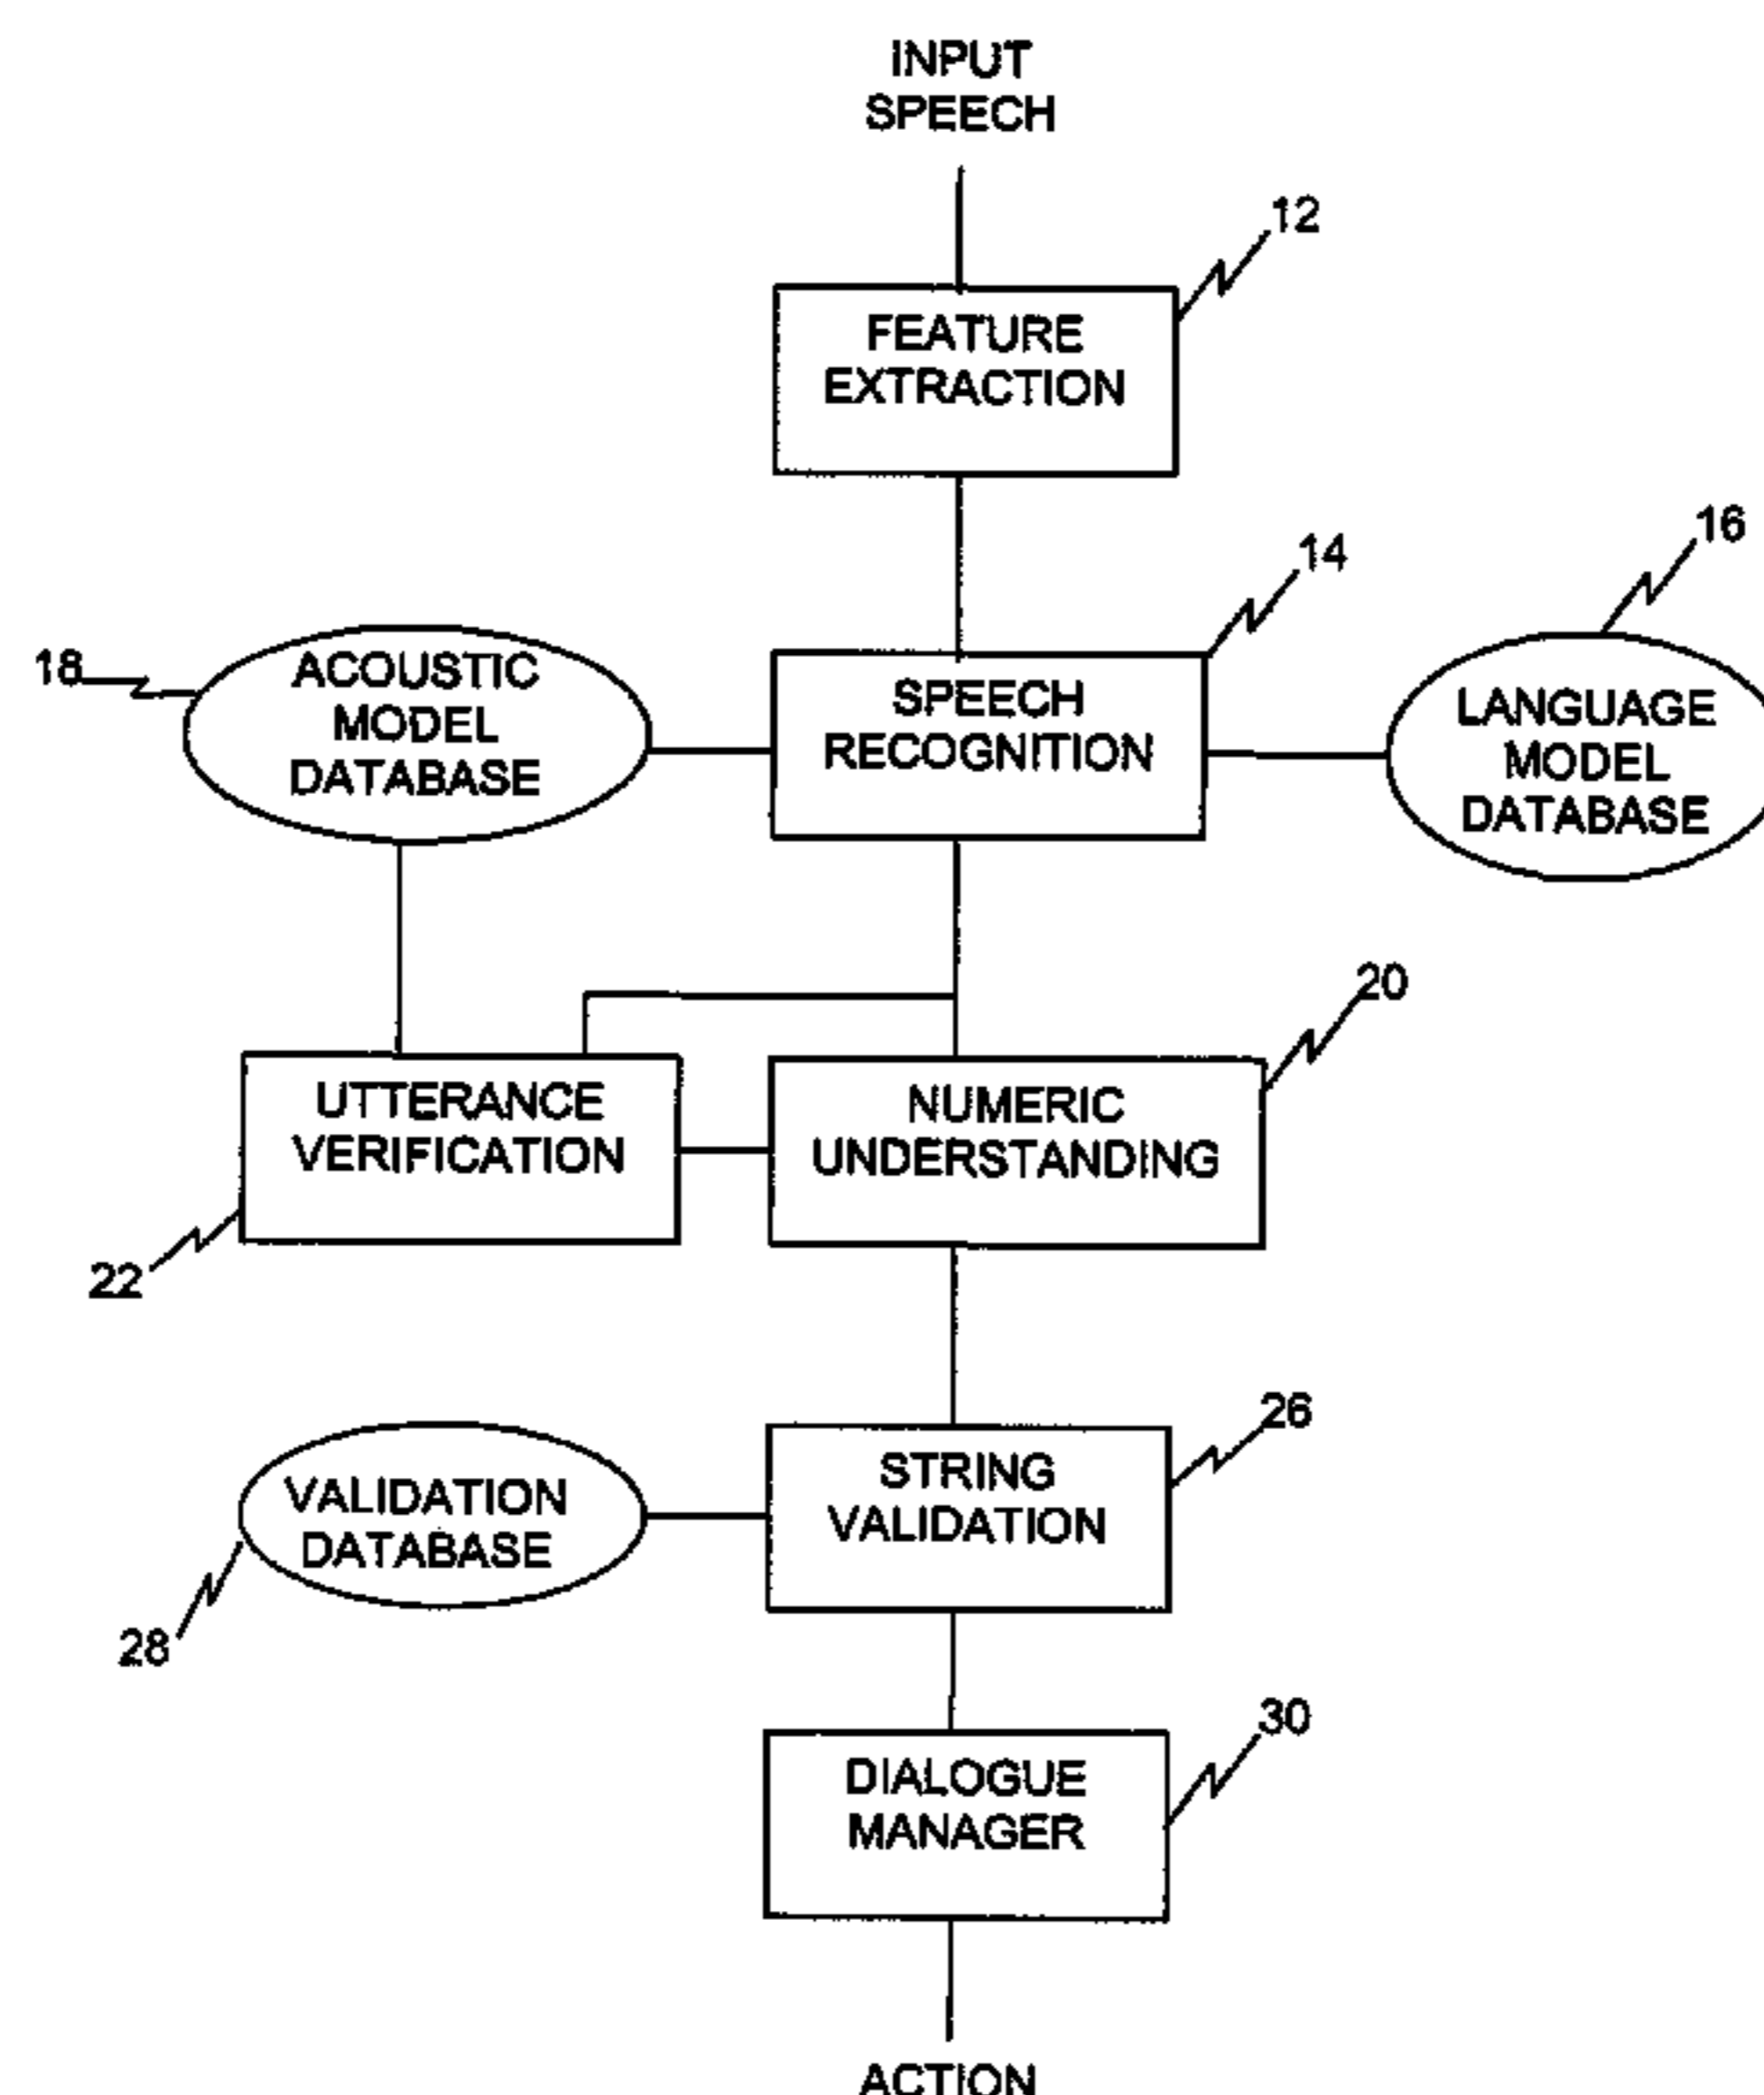 INPUT
SPEECH
12
FEATURE
EXTRACTION
16
14
18
ACOUSTIC
MODEL
DATABASE
SPEECH
RECOGNITION
LANGUAGE
MODEL
DATABASE
20
UTTERANCE
VERIFICATION
NUMERIC
UNDERSTANDING
22
26
STRING
VALIDATION
VALIDATION
DATABASE
28
30
DIALOGUE
MANAGER
ACTION